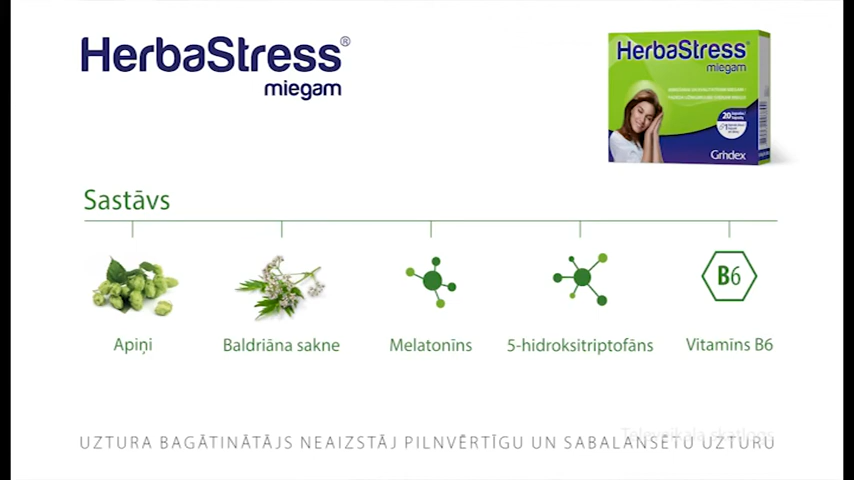 HerbaStress®
miegam
HerbaStress®
miegam
20
Grindex
Sastāvs
B6
Apiņi
Baldriāna sakne
Melatonīns
5-hidroksitriptofāns
Vitamīns B6
UZTURA BAGĀTINĀTĀJS NEAIZSTĀJ PILNVĒRTĪGU UN SABALANSĒTU UZTURU